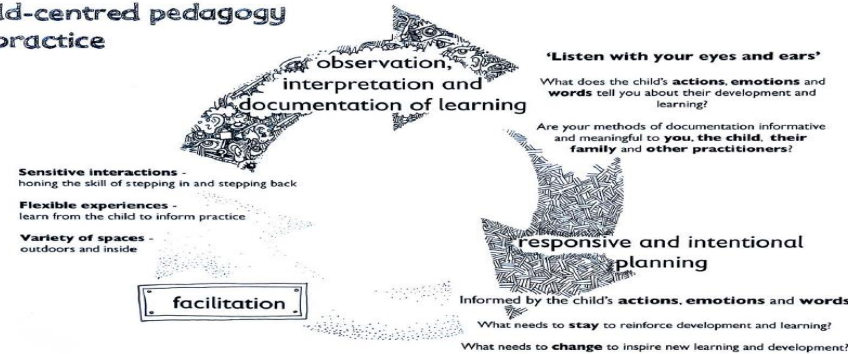 ld-centred pedagogy
practice
observation,
interpretation and
documentation of learning
'Listen with your eyes and ears'
What does the child's actions, emotions and
words tell you about their development and
learning?
Are your methods of documentation informative
and meaningful to you, the child, their
family and other practitioners?
Sensitive interactions -
honing the skill of stepping in and stepping back
Flexible experiences -
learn from the child to inform practice
Variety of spaces -
outdoors and inside
responsive and intentional
planning
facilitation
Informed by the child's actions, emotions and words
What needs to stay to reinforce development and learning?
What needs to change to inspire new learning and development?